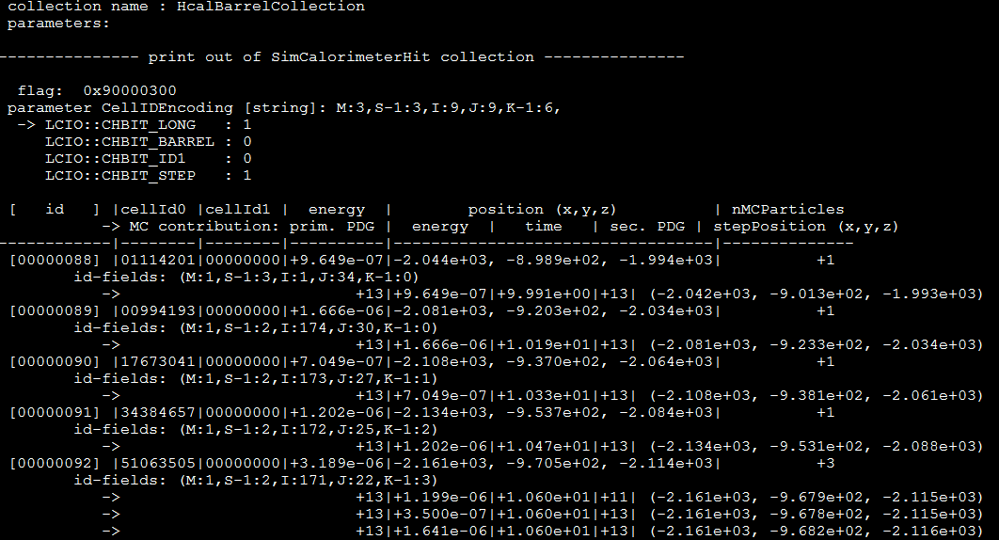 collection name : HcalBarrelCollection
parameters:
--------------- print out of SimCalorimeterHit collection ---------------
flag:  0x90000300
parameter CellIDEncoding [string]: M:3,S-1:3,I:9,J:9,K-1:6,
 -> LCIO::CHBIT_LONG   : 1
    LCIO::CHBIT_BARREL : 0
    LCIO::CHBIT_ID1    : 0
    LCIO::CHBIT_STEP   : 1
[   id   ] |cellId0 |cellId1 |  energy  |        position (x,y,z)          | nMCParticles
          -> MC contribution: prim. PDG |  energy  |   time   | sec. PDG | stepPosition (x,y,z)
------------|--------|--------|----------|----------------------------------|--------------
[00000088] |01114201|00000000|+9.649e-07|-2.044e+03, -8.989e+02, -1.994e+03|          +1
       id-fields: (M:1,S-1:3,I:1,J:34,K-1:0)
          ->                         +13|+9.649e-07|+9.991e+00|+13| (-2.042e+03, -9.013e+02, -1.993e+03)
[00000089] |00994193|00000000|+1.666e-06|-2.081e+03, -9.203e+02, -2.034e+03|          +1
       id-fields: (M:1,S-1:2,I:174,J:30,K-1:0)
          ->                         +13|+1.666e-06|+1.019e+01|+13| (-2.081e+03, -9.233e+02, -2.034e+03)
[00000090] |17673041|00000000|+7.049e-07|-2.108e+03, -9.370e+02, -2.064e+03|          +1
       id-fields: (M:1,S-1:2,I:173,J:27,K-1:1)
          ->                         +13|+7.049e-07|+1.033e+01|+13| (-2.108e+03, -9.381e+02, -2.061e+03)
[00000091] |34384657|00000000|+1.202e-06|-2.134e+03, -9.537e+02, -2.084e+03|          +1
       id-fields: (M:1,S-1:2,I:172,J:25,K-1:2)
          ->                         +13|+1.202e-06|+1.047e+01|+13| (-2.134e+03, -9.531e+02, -2.088e+03)
[00000092] |51063505|00000000|+3.189e-06|-2.161e+03, -9.705e+02, -2.114e+03|          +3
       id-fields: (M:1,S-1:2,I:171,J:22,K-1:3)
          ->                         +13|+1.199e-06|+1.060e+01|+11| (-2.161e+03, -9.679e+02, -2.115e+03)
          ->                         +13|+3.500e-07|+1.060e+01|+13| (-2.161e+03, -9.678e+02, -2.115e+03)
          ->                         +13|+1.641e-06|+1.060e+01|+13| (-2.161e+03, -9.682e+02, -2.116e+03)